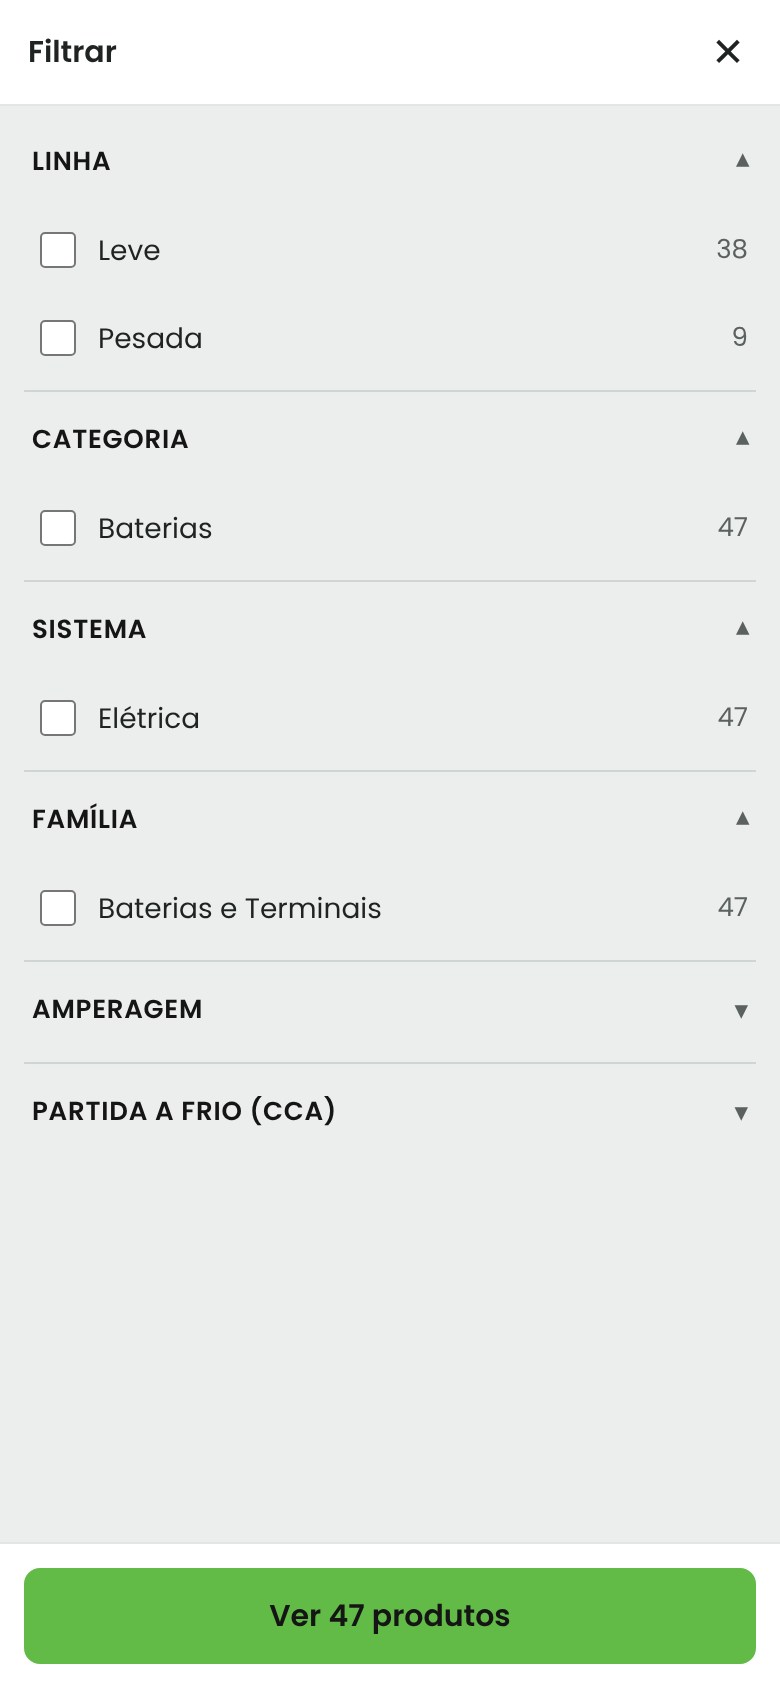 Filtrar
LINHA
Leve 38
Pesada 9
CATEGORIA
Baterias 47
SISTEMA
Elétrica 47
FAMÍLIA
Baterias e Terminais 47
AMPERAGEM
PARTIDA A FRIO (CCA)
Ver 47 produtos